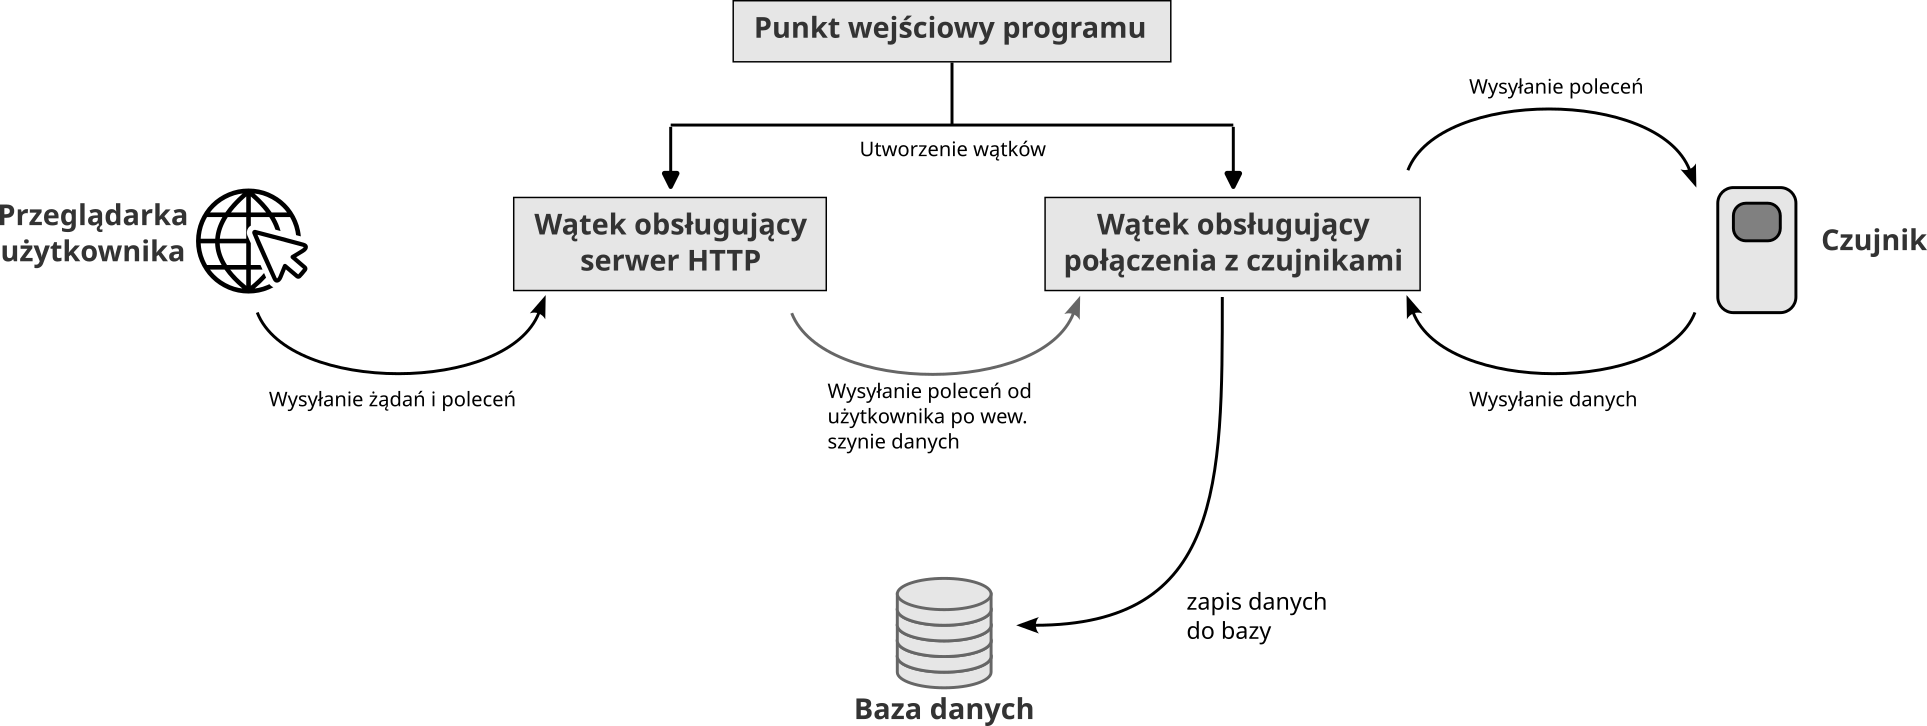 Punkt wejściowy programu
Wysyłanie poleceń
Utworzenie wątków
Przeglądarka
użytkownika
Wątek obsługujący
serwer HTTP
Wątek obsługujący
połączenia z czujnikami
Czujnik
Wysyłanie żądań i poleceń
Wysyłanie poleceń od
użytkownika po wew.
szynie danych
Wysyłanie danych
zapis danych
do bazy
Baza danych